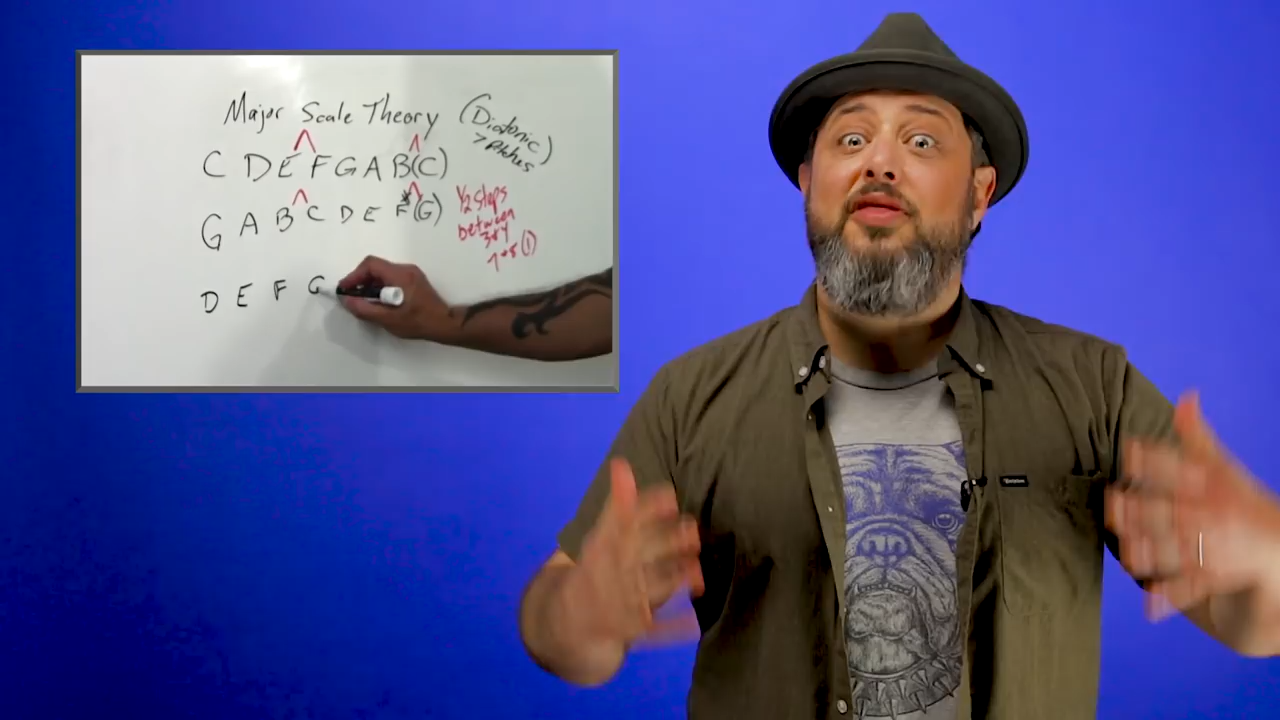 Major Scale Theory (Diatonic)
7 Pitches
C D E F G A B (C)
G A B C D E F# (G)
1/2 steps
between
3&4
7&8 (1)
D E F G